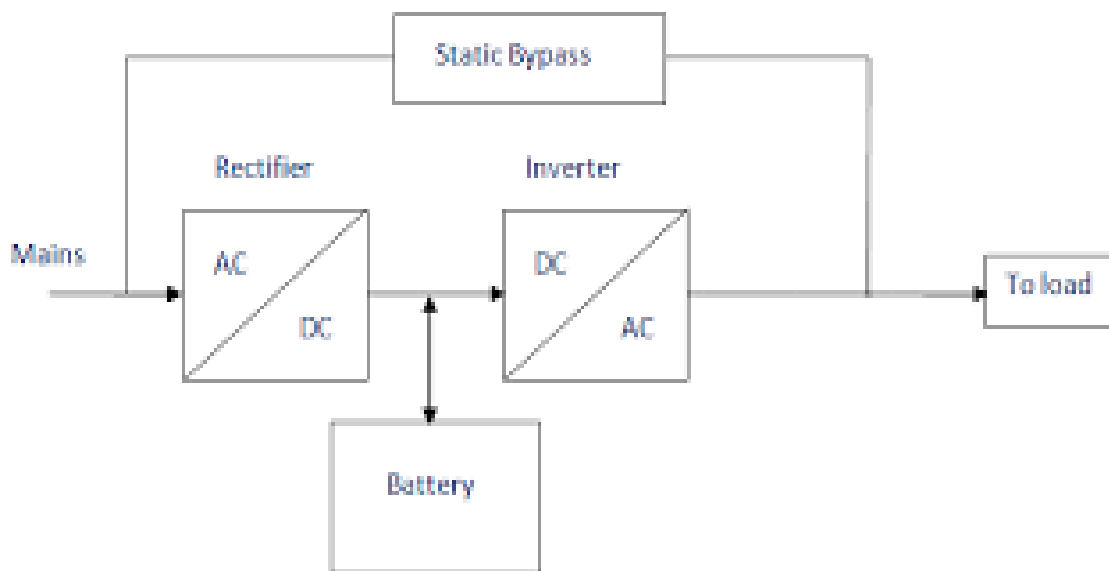 Static Bypass
Rectifier
Inverter
Mains
AC
DC
DC
AC
To load
Battery